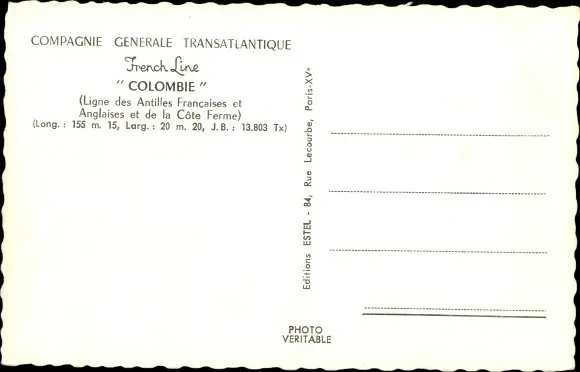 COMPAGNIE GENERALE TRANSATLANTIQUE
French Line
" COLOMBIE "
(Ligne des Antilles Françaises et
Anglaises et de la Côte Ferme)
(Long. : 155 m. 15, Larg. : 20 m. 20, J. B. : 13.803 Tx)
Editions ESTEL - 84, Rue Lecourbe, Paris-XVe
PHOTO
VERITABLE